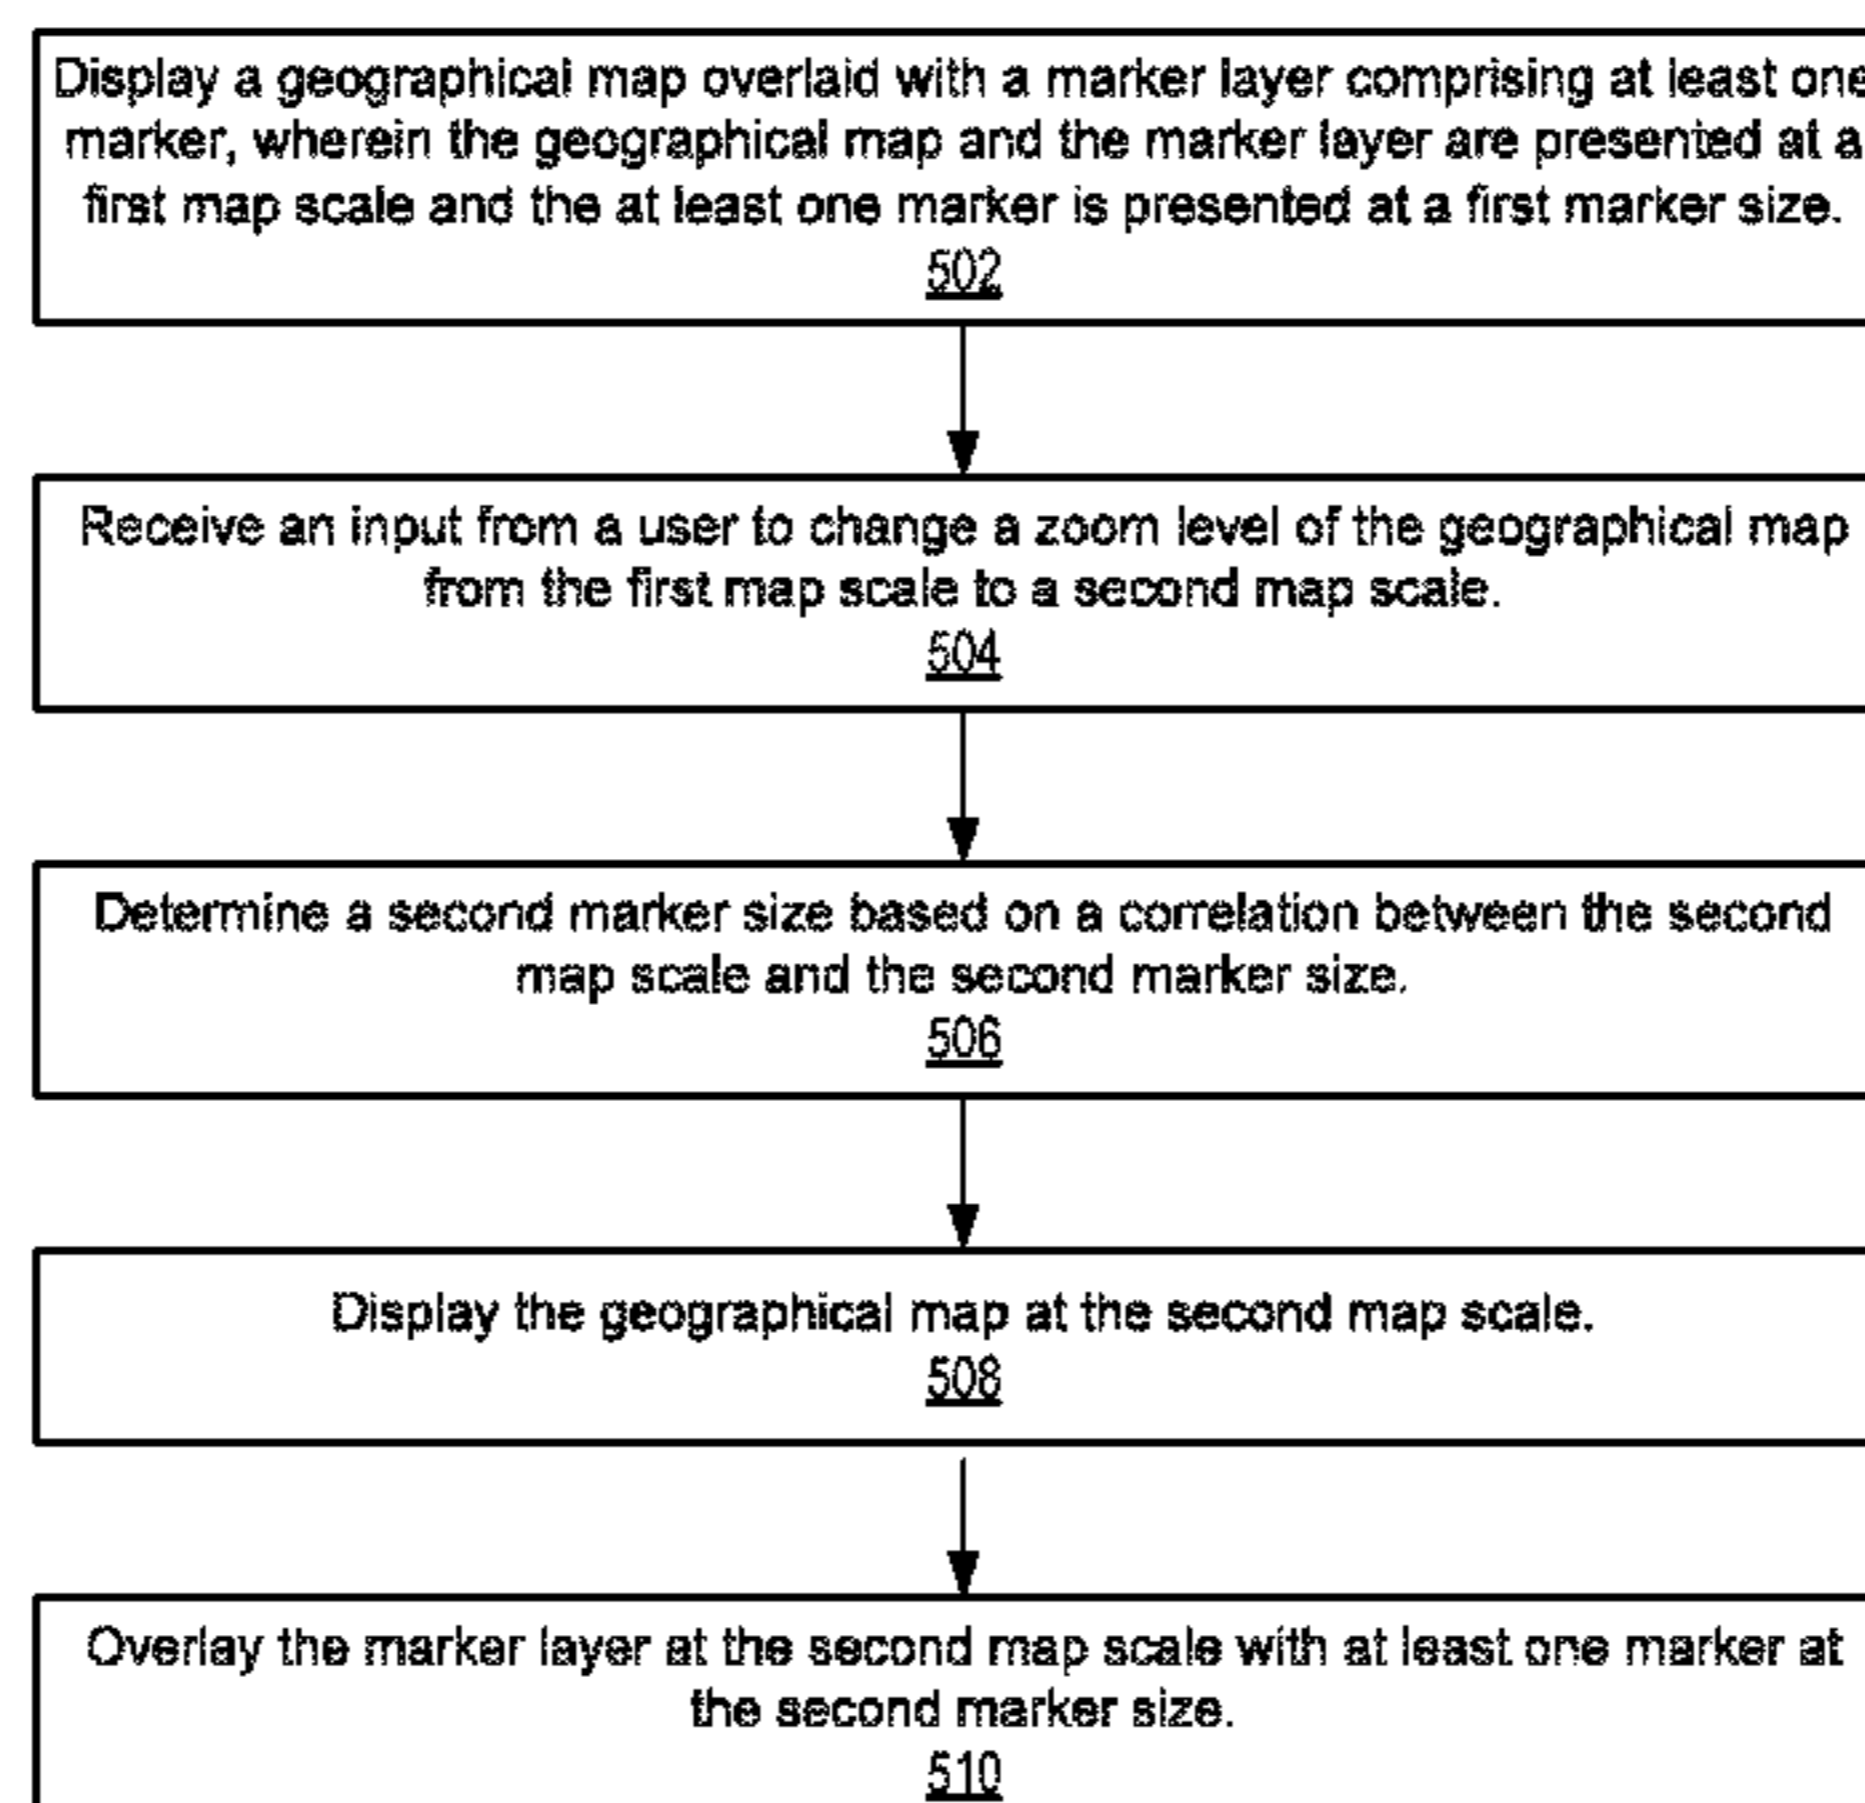 Display a geographical map overlaid with a marker layer comprising at least one
marker, wherein the geographical map and the marker layer are presented at a
first map scale and the at least one marker is presented at a first marker size.
502
Receive an input from a user to change a zoom level of the geographical map
from the first map scale to a second map scale.
504
Determine a second marker size based on a correlation between the second
map scale and the second marker size.
506
Display the geographical map at the second map scale.
508
Overlay the marker layer at the second map scale with at least one marker at
the second marker size.
510